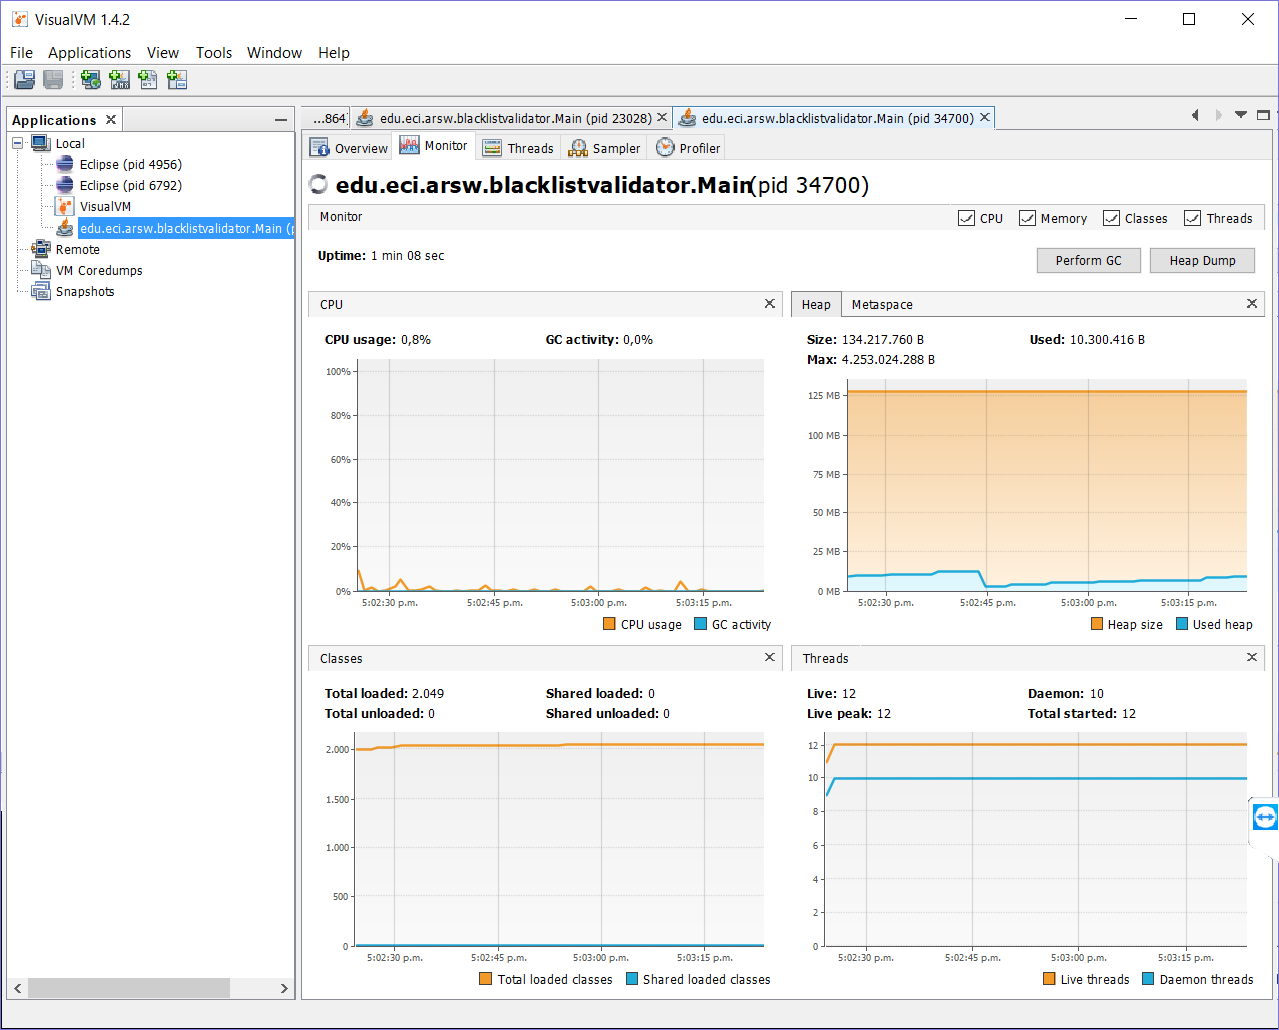 VisualVM 1.4.2
File Applications View Tools Window Help
Applications
Local
Eclipse (pid 4956)
Eclipse (pid 6792)
VisualVM
edu.eci.arsw.blacklistvalidator.Main (p
Remote
VM Coredumps
Snapshots
...864) edu.eci.arsw.blacklistvalidator.Main (pid 23028) edu.eci.arsw.blacklistvalidator.Main (pid 34700)
Overview Monitor Threads Sampler Profiler
edu.eci.arsw.blacklistvalidator.Main (pid 34700)
Monitor CPU Memory Classes Threads
Uptime: 1 min 08 sec Perform GC Heap Dump
CPU
CPU usage: 0,8% GC activity: 0,0%
100%
80%
60%
40%
20%
0%
5:02:30 p.m. 5:02:45 p.m. 5:03:00 p.m. 5:03:15 p.m.
CPU usage GC activity
Heap Metaspace
Size: 134.217.760 B Used: 10.300.416 B
Max: 4.253.024.288 B
125 MB
100 MB
75 MB
50 MB
25 MB
0 MB
5:02:30 p.m. 5:02:45 p.m. 5:03:00 p.m. 5:03:15 p.m.
Heap size Used heap
Classes
Total loaded: 2.049 Shared loaded: 0
Total unloaded: 0 Shared unloaded: 0
2.000
1.500
1.000
500
0
5:02:30 p.m. 5:02:45 p.m. 5:03:00 p.m. 5:03:15 p.m.
Total loaded classes Shared loaded classes
Threads
Live: 12 Daemon: 10
Live peak: 12 Total started: 12
12
10
8
6
4
2
0
5:02:30 p.m. 5:02:45 p.m. 5:03:00 p.m. 5:03:15 p.m.
Live threads Daemon threads